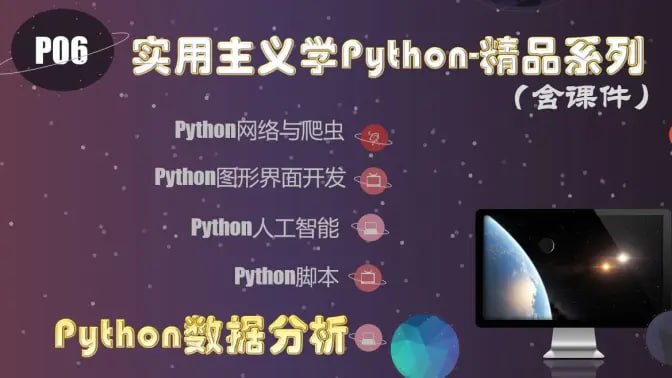 P06
实用主义学Python-精品系列
（含课件）
Python网络与爬虫
Python图形界面开发
Python人工智能
Python脚本
Python数据分析